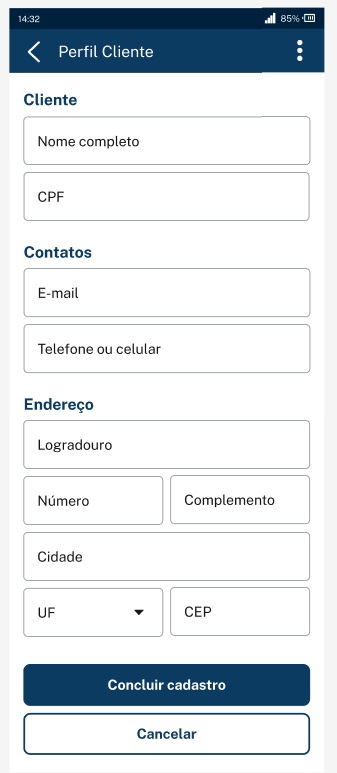 14:32 85%
Perfil Cliente
Cliente
Nome completo
CPF
Contatos
E-mail
Telefone ou celular
Endereço
Logradouro
Número Complemento
Cidade
UF CEP
Concluir cadastro
Cancelar